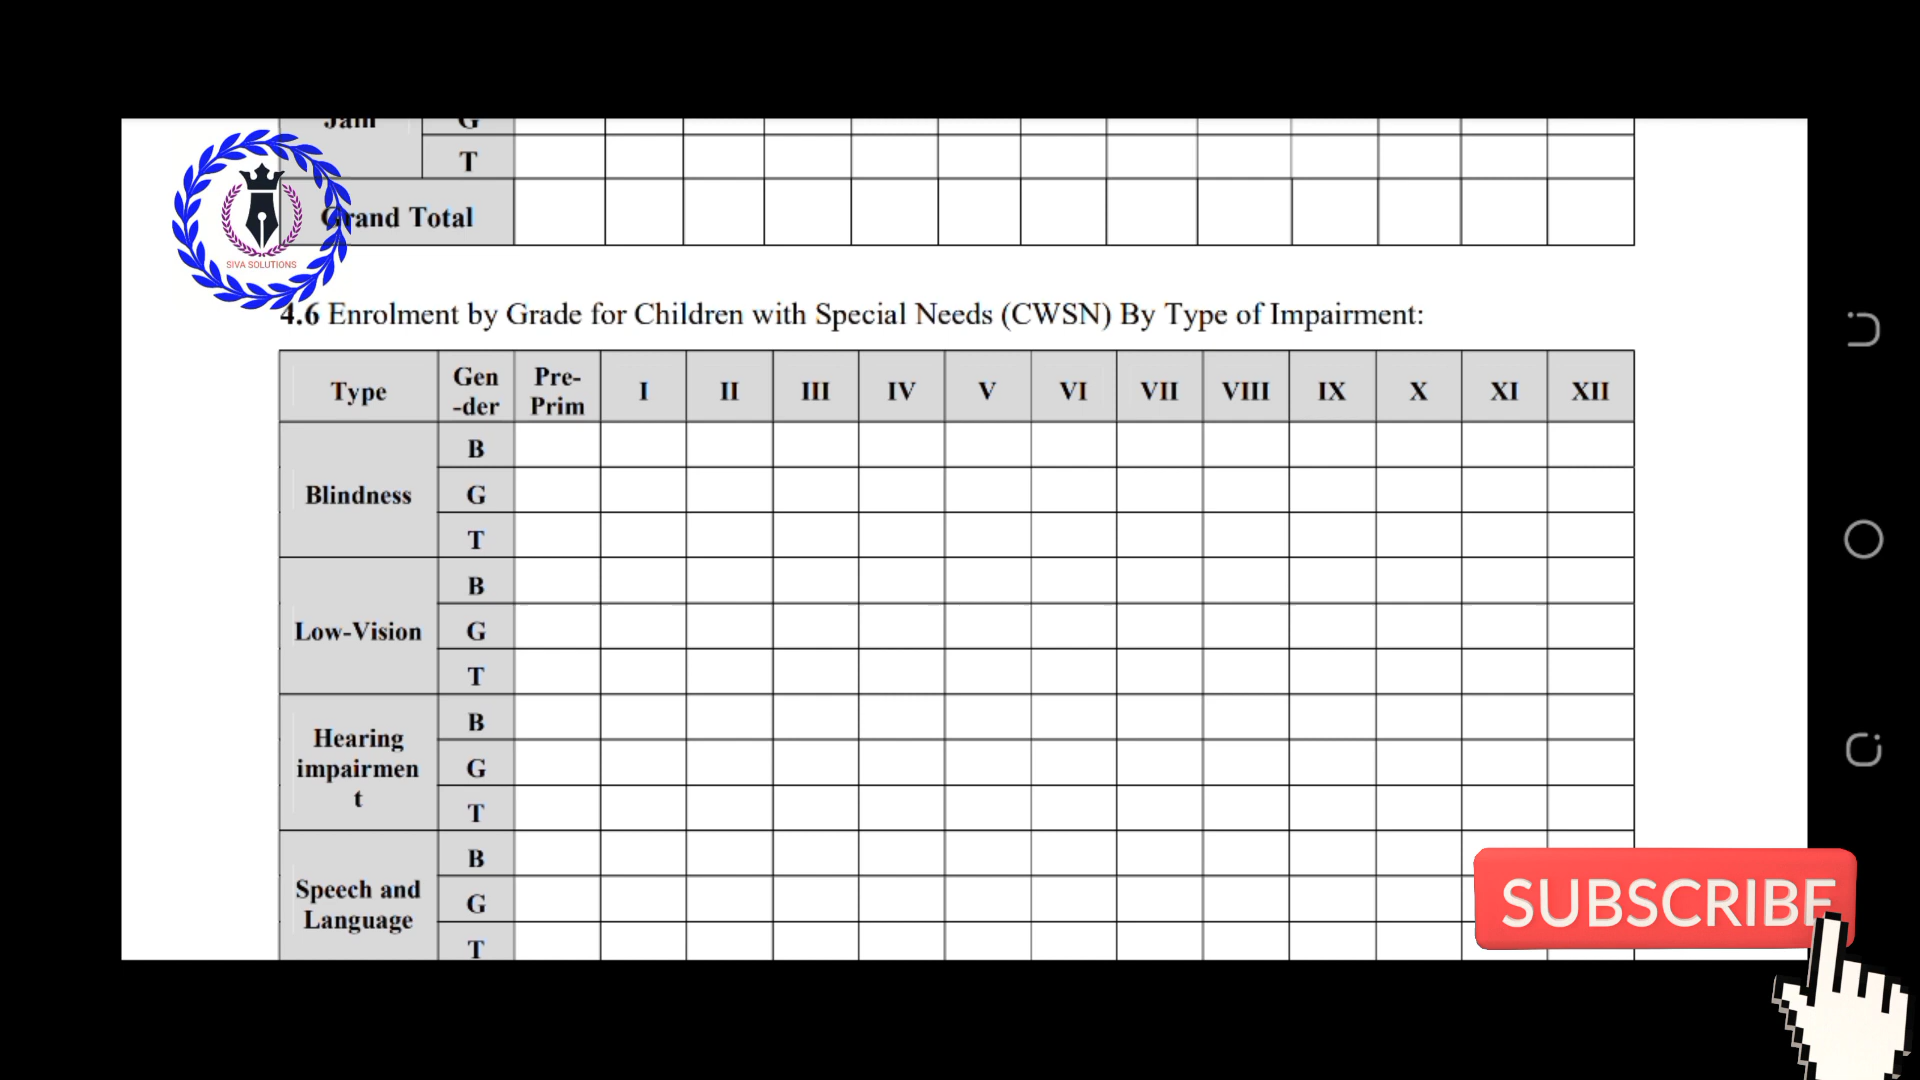 Jain G
T
Grand Total
SIVA SOLUTIONS
4.6 Enrolment by Grade for Children with Special Needs (CWSN) By Type of Impairment:
Type Gen-der Pre-Prim I II III IV V VI VII VIII IX X XI XII
B
Blindness G
T
B
Low-Vision G
T
B
Hearing
impairmen G
t
T
B
Speech and
Language G
T
SUBSCRIBE